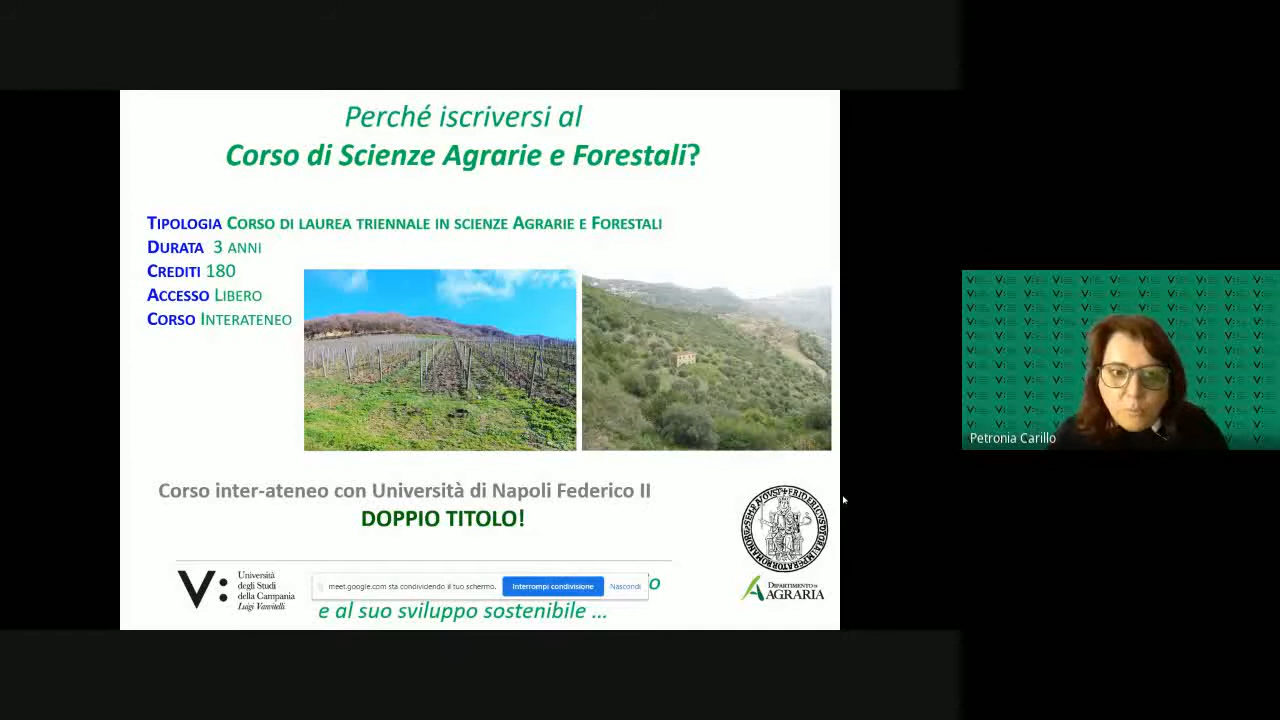 Perché iscriversi al
Corso di Scienze Agrarie e Forestali?
TIPOLOGIA CORSO DI LAUREA TRIENNALE IN SCIENZE AGRARIE E FORESTALI
DURATA 3 ANNI
CREDITI 180
ACCESSO LIBERO
CORSO INTERATENEO
Petronia Carillo
Corso inter-ateneo con Università di Napoli Federico II
DOPPIO TITOLO!
V:
Università
degli Studi
della Campania
Luigi Vanvitelli
meet.google.com sta condividendo il tuo schermo.
Interrompi condivisione
Nascondi
o
e al suo sviluppo sostenibile ...
DIPARTIMENTO DI
AGRARIA